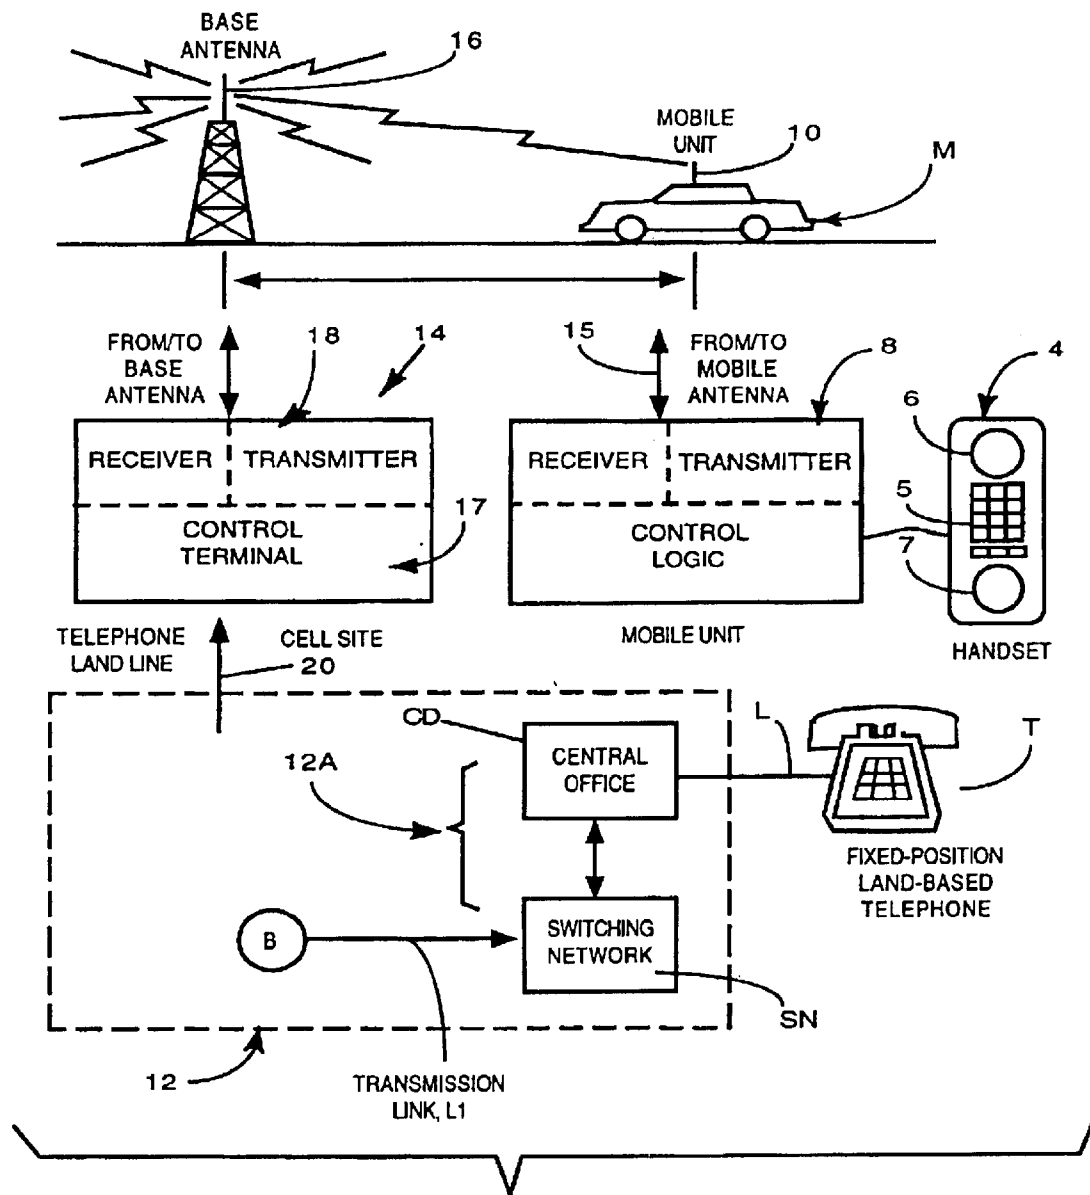 BASE
ANTENNA
16
MOBILE
UNIT
10
M
FROM/TO
BASE
ANTENNA
18
14
15
FROM/TO
MOBILE
ANTENNA
8
4
6
5
7
RECEIVER
TRANSMITTER
CONTROL
TERMINAL
17
RECEIVER
TRANSMITTER
CONTROL
LOGIC
TELEPHONE
LAND LINE
CELL SITE
20
MOBILE UNIT
HANDSET
CD
12A
CENTRAL
OFFICE
L
T
FIXED-POSITION
LAND-BASED
TELEPHONE
B
SWITCHING
NETWORK
SN
12
TRANSMISSION
LINK, L1